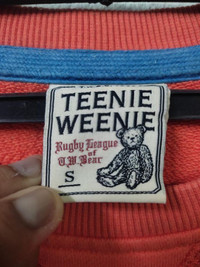 TEENIE
WEENIE
Rugby League
of
T.W. Bear
S